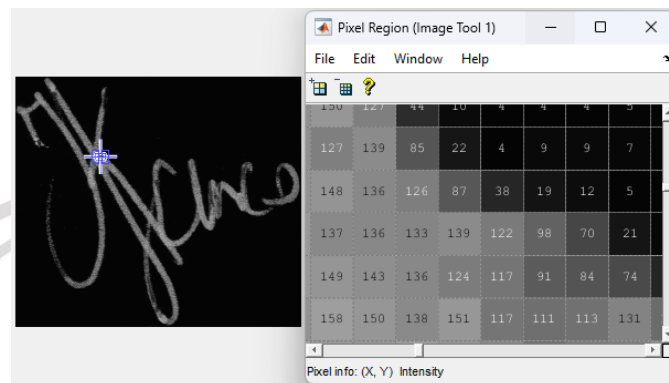 Pixel Region (Image Tool 1)
File Edit Window Help
150 127 44 10 4 4 4 5
127 139 85 22 4 9 9 7
148 136 126 87 38 19 12 5
137 136 133 139 122 98 70 21
149 143 136 124 117 91 84 74
158 150 138 151 117 111 113 131
Pixel info: (X, Y) Intensity